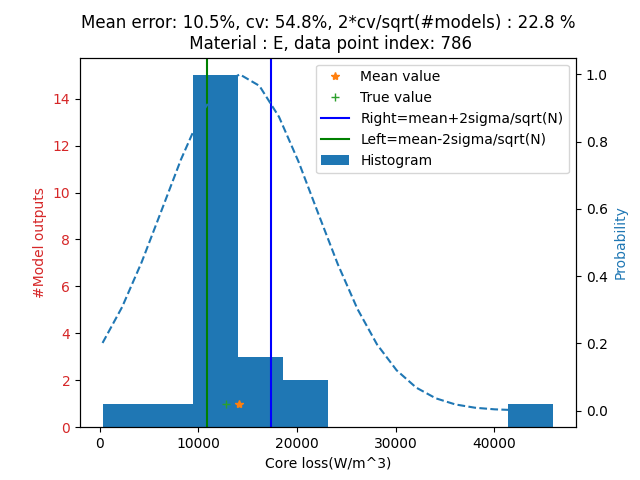 Mean error: 10.5%, cv: 54.8%, 2*cv/sqrt(#models) : 22.8 %
Material : E, data point index: 786
Mean value
True value
Right=mean+2sigma/sqrt(N)
Left=mean-2sigma/sqrt(N)
Histogram
#Model outputs
14
12
10
8
6
4
2
0
1.0
0.8
0.6
0.4
0.2
0.0
Probability
0 10000 20000 30000 40000
Core loss(W/m^3)